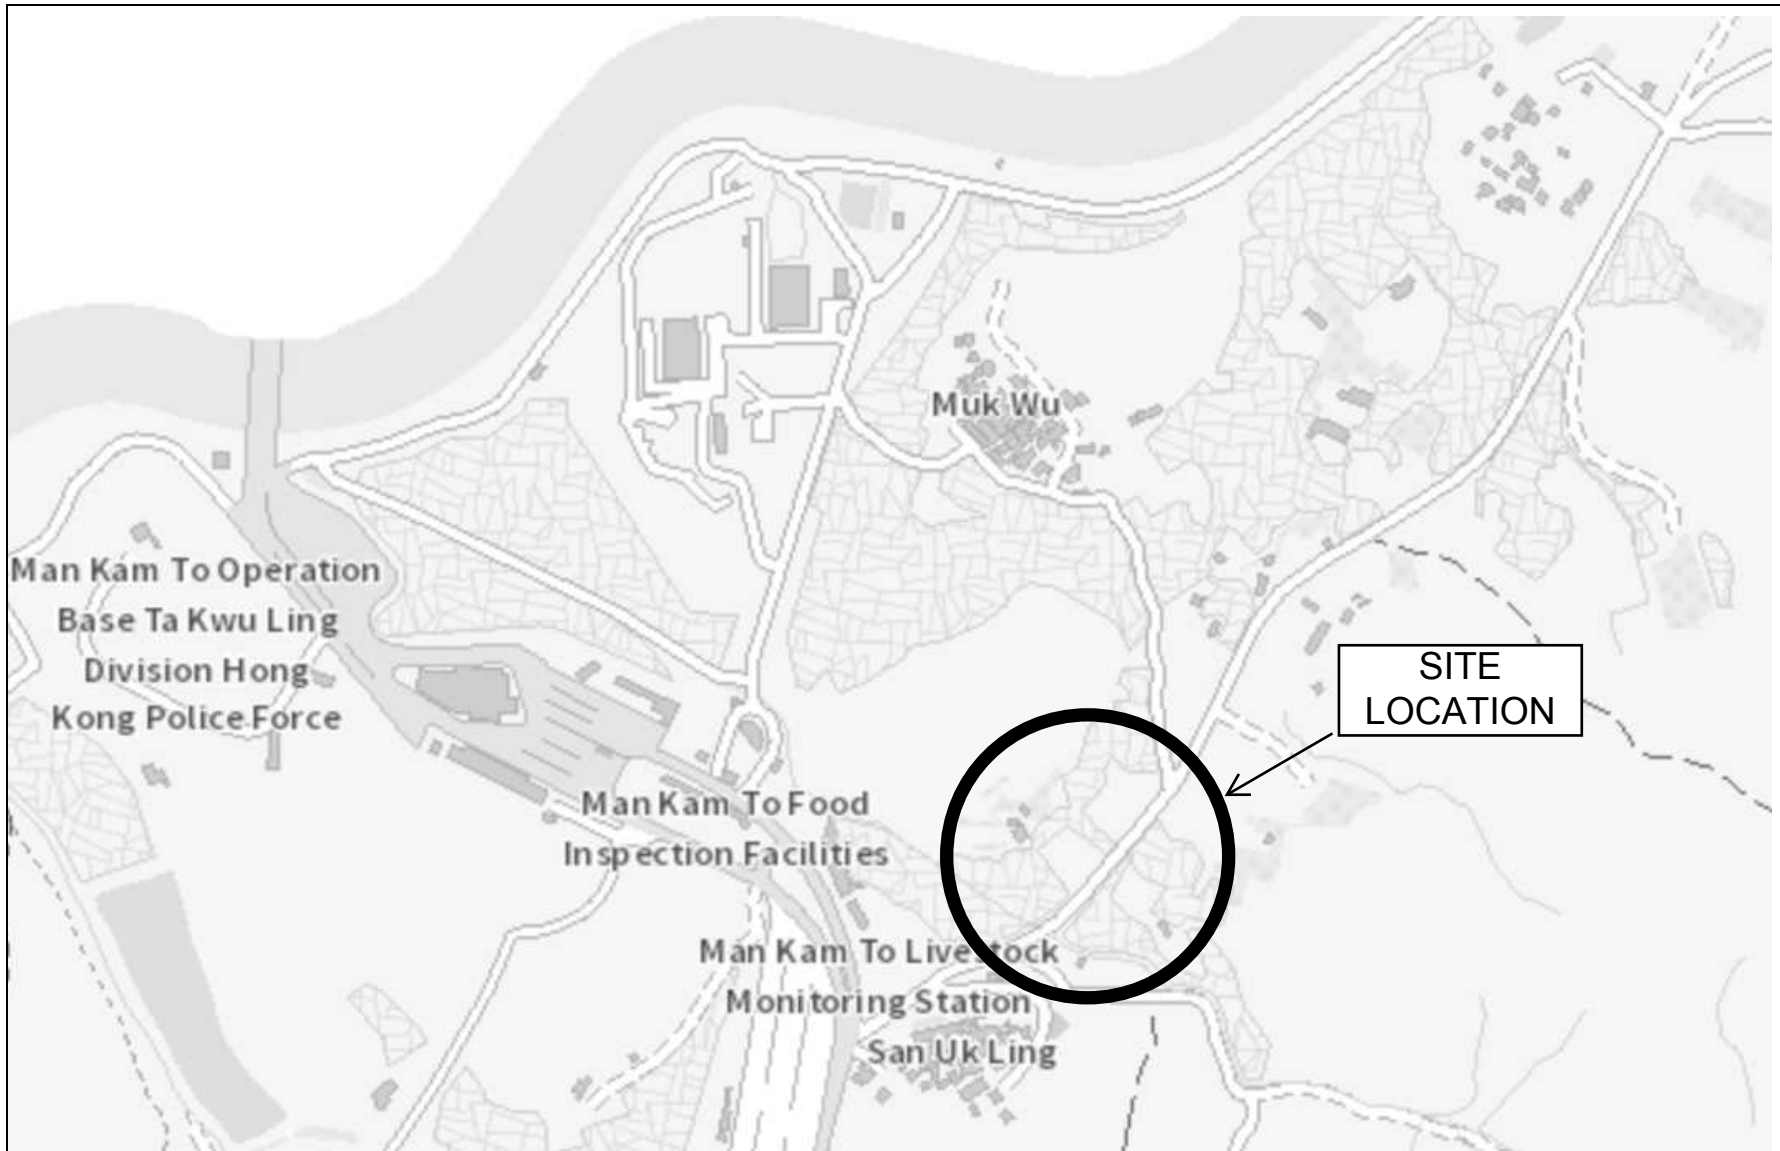 Muk Wu
Man Kam To Operation
Base Ta Kwu Ling
Division Hong
Kong Police Force
SITE
LOCATION
Man Kam To Food
Inspection Facilities
Man Kam To Livestock
Monitoring Station
San Uk Ling